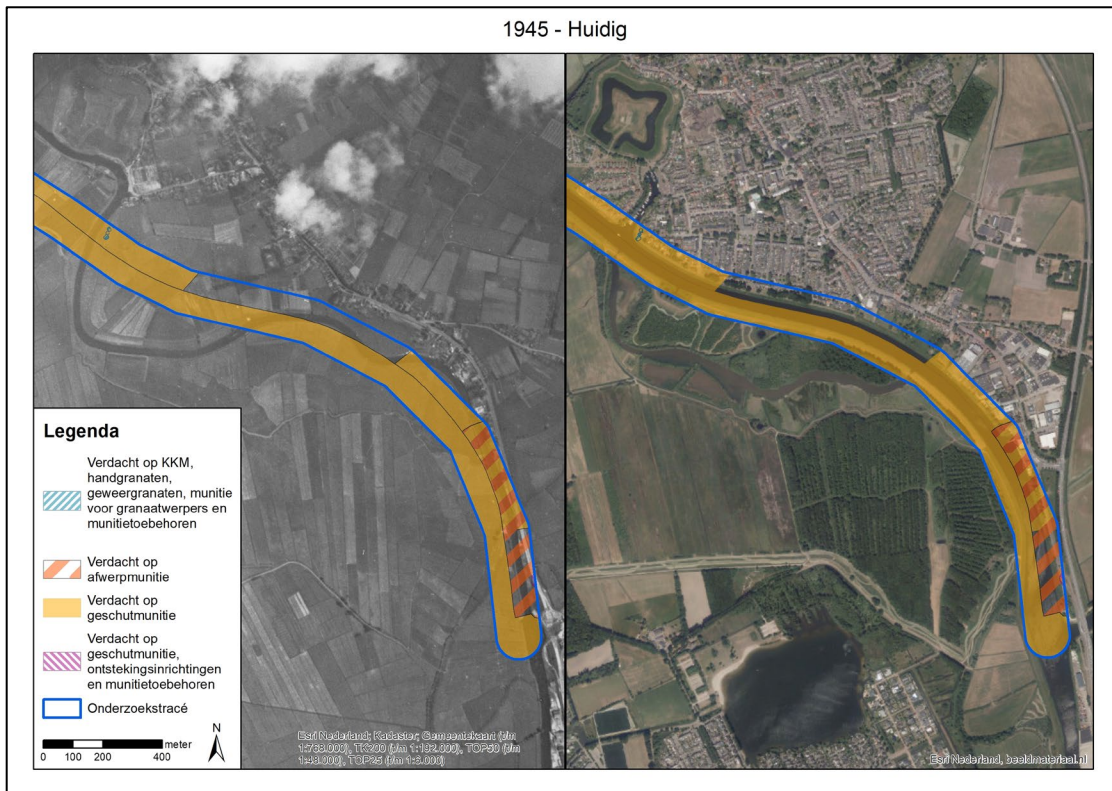 1945 - Huidig
Legenda
Verdacht op KKM,
handgranaten,
geweergranaten, munitie
voor granaatwerpers en
munitietoebehoren
Verdacht op
afwerpmunitie
Verdacht op
geschutmunitie
Verdacht op
geschutmunitie,
ontstekingsinrichtingen
en munitietoebehoren
Onderzoekstracé
N
meter
0 100 200 400
Esri Nederland; Kadaster; Gemeentekaart (t/m
1:768.000), TK200 (t/m 1:192.000), TOP50 (t/m
1:48.000), TOP25 (t/m 1:6.000)
Esri Nederland, beeldmateriaal.nl